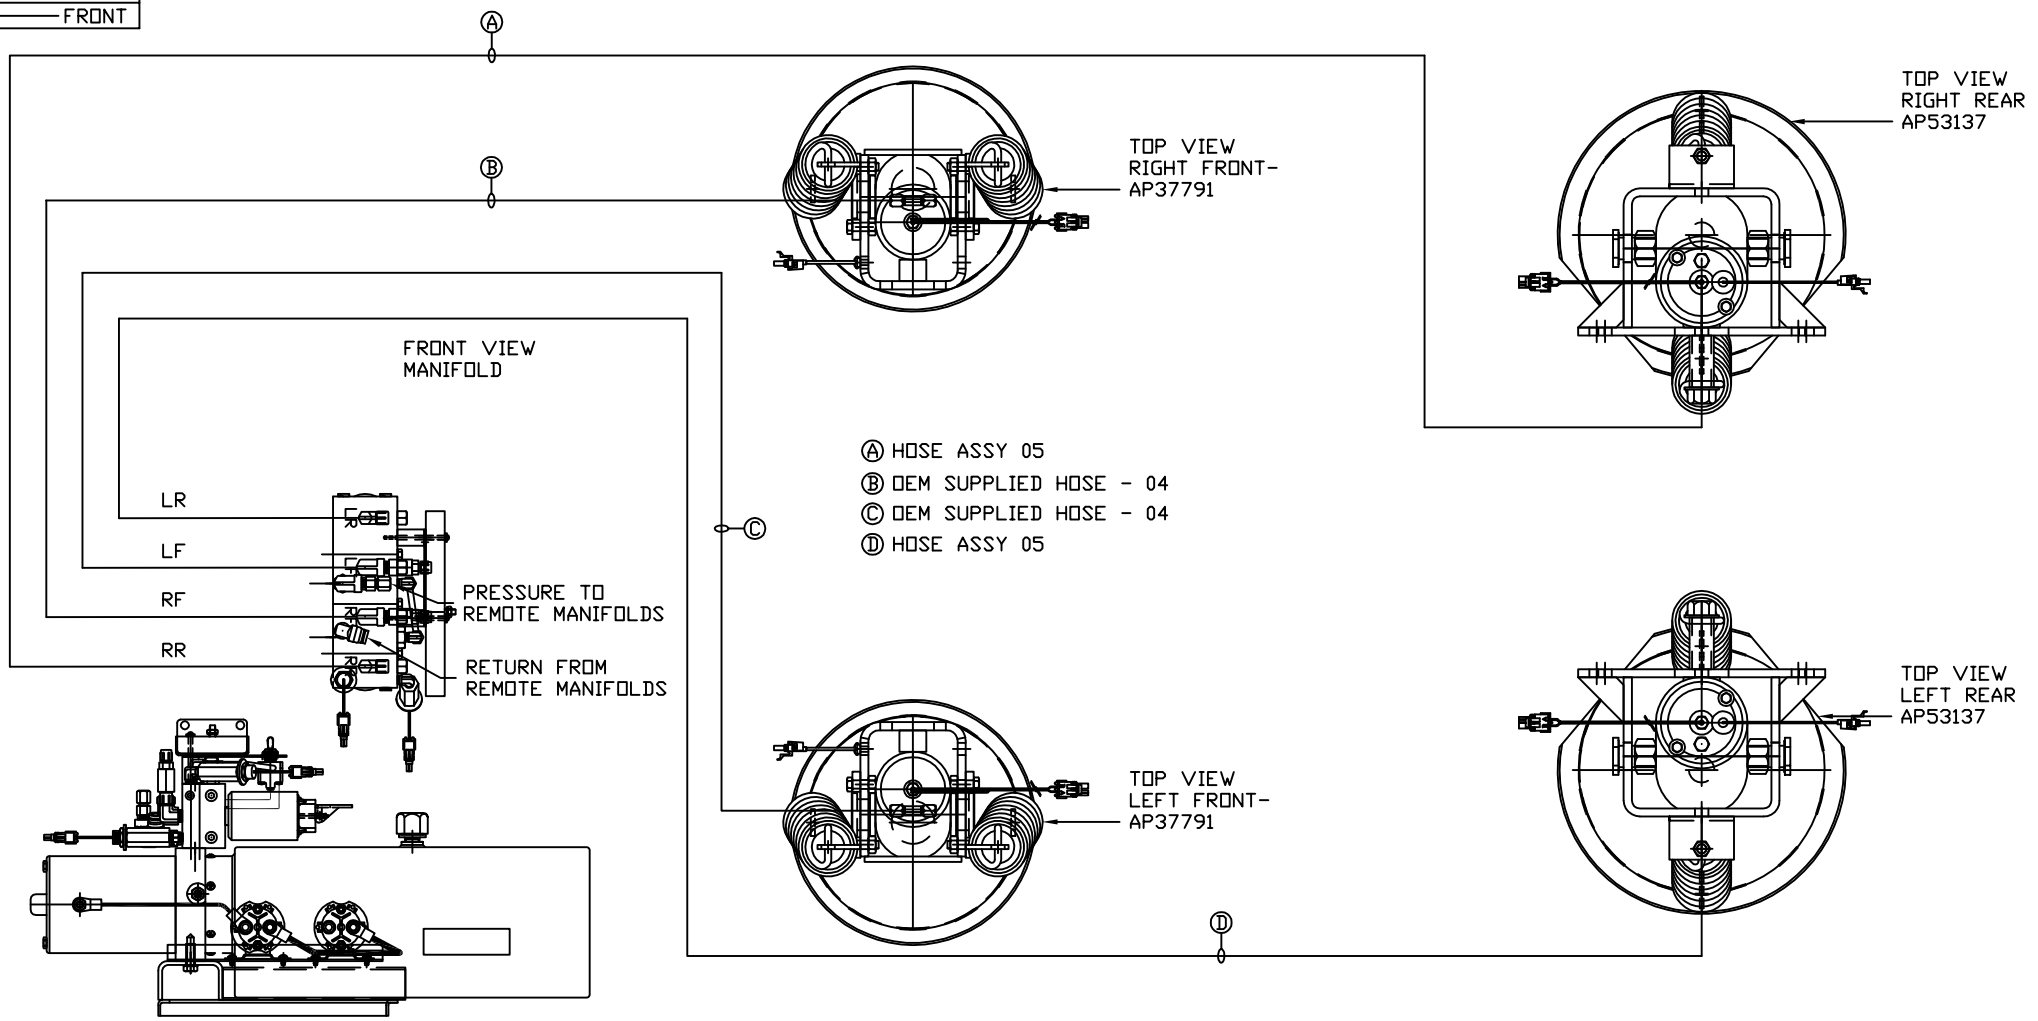 FRONT
A
TOP VIEW
RIGHT REAR
AP53137
TOP VIEW
RIGHT FRONT-
AP37791
B
FRONT VIEW
MANIFOLD
A HOSE ASSY 05
B OEM SUPPLIED HOSE - 04
C OEM SUPPLIED HOSE - 04
D HOSE ASSY 05
C
LR
LF
RF
RR
PRESSURE TO
REMOTE MANIFOLDS
RETURN FROM
REMOTE MANIFOLDS
TOP VIEW
LEFT REAR
AP53137
TOP VIEW
LEFT FRONT-
AP37791
D